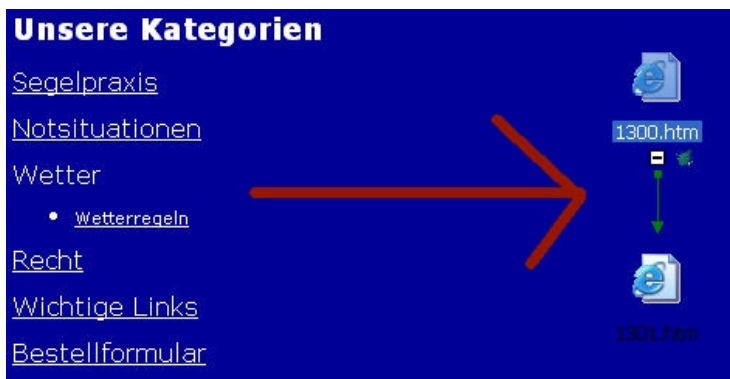 Unsere Kategorien
Segelpraxis
Notsituationen
Wetter
Wetterregeln
Recht
Wichtige Links
Bestellformular
1300.htm
1301.htm